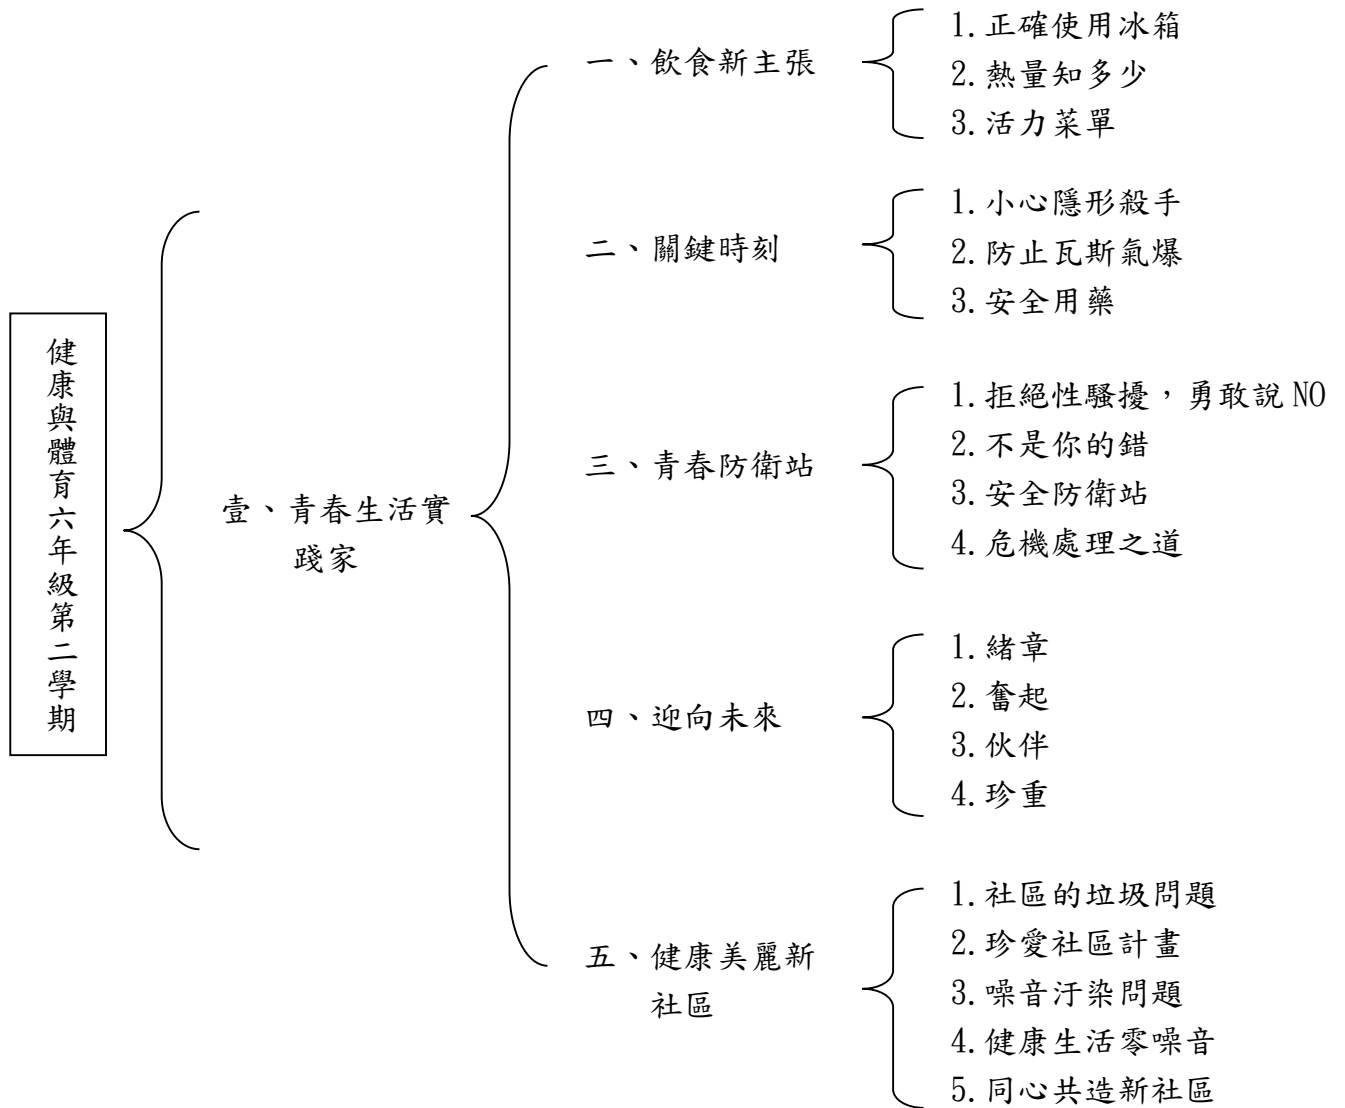 健康與體育六年級第二學期
壹、青春生活實
踐家
一、飲食新主張
1.正確使用冰箱
2.熱量知多少
3.活力菜單
二、關鍵時刻
1.小心隱形殺手
2.防止瓦斯氣爆
3.安全用藥
三、青春防衛站
1.拒絕性騷擾，勇敢說NO
2.不是你的錯
3.安全防衛站
4.危機處理之道
四、迎向未來
1.緒章
2.奮起
3.伙伴
4.珍重
五、健康美麗新
社區
1.社區的垃圾問題
2.珍愛社區計畫
3.噪音汙染問題
4.健康生活零噪音
5.同心共造新社區